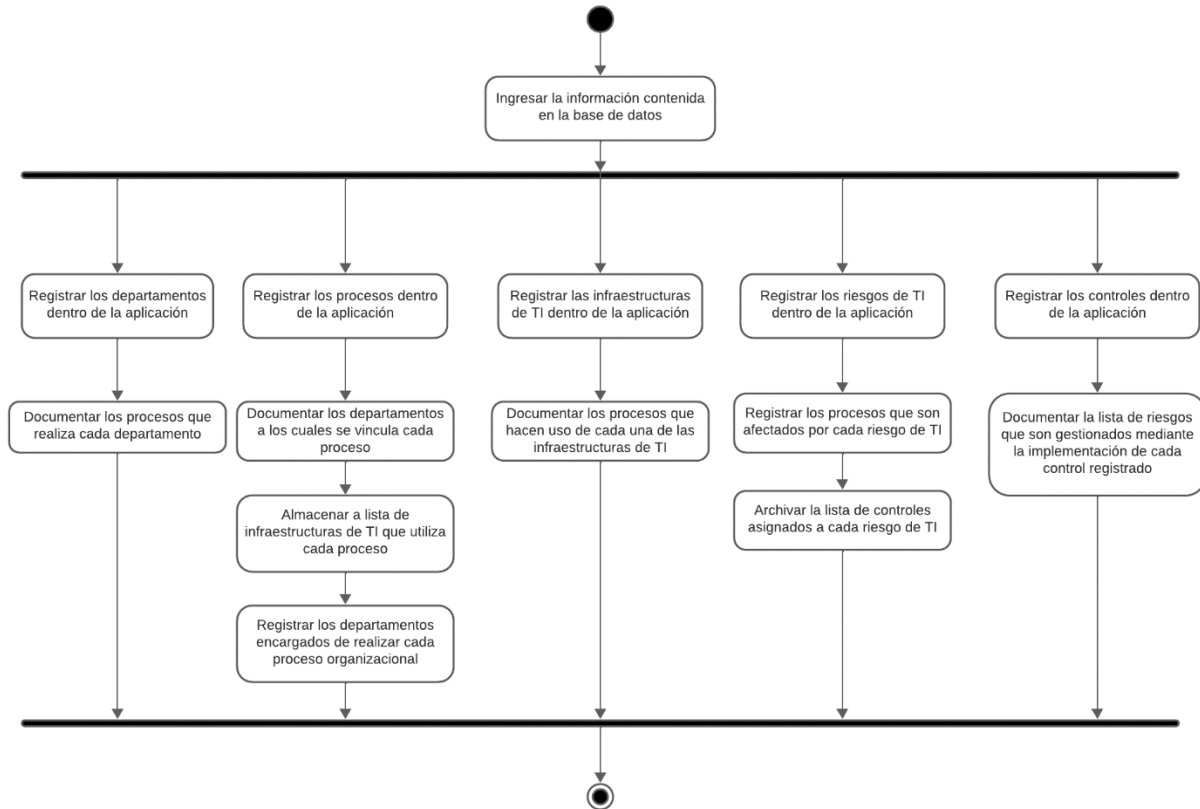 Ingresar la información contenida
en la base de datos
Registrar los departamentos
dentro de la aplicación
Registrar los procesos dentro
de la aplicación
Registrar las infraestructuras
de TI dentro de la aplicación
Registrar los riesgos de TI
dentro de la aplicación
Registrar los controles dentro
de la aplicación
Documentar los procesos que
realiza cada departamento
Documentar los departamentos
a los cuales se vincula cada
proceso
Documentar los procesos que
hacen uso de cada una de las
infraestructuras de TI
Registrar los procesos que son
afectados por cada riesgo de TI
Documentar la lista de riesgos
que son gestionados mediante
la implementación de cada
control registrado
Almacenar a lista de
infraestructuras de TI que utiliza
cada proceso
Archivar la lista de controles
asignados a cada riesgo de TI
Registrar los departamentos
encargados de realizar cada
proceso organizacional